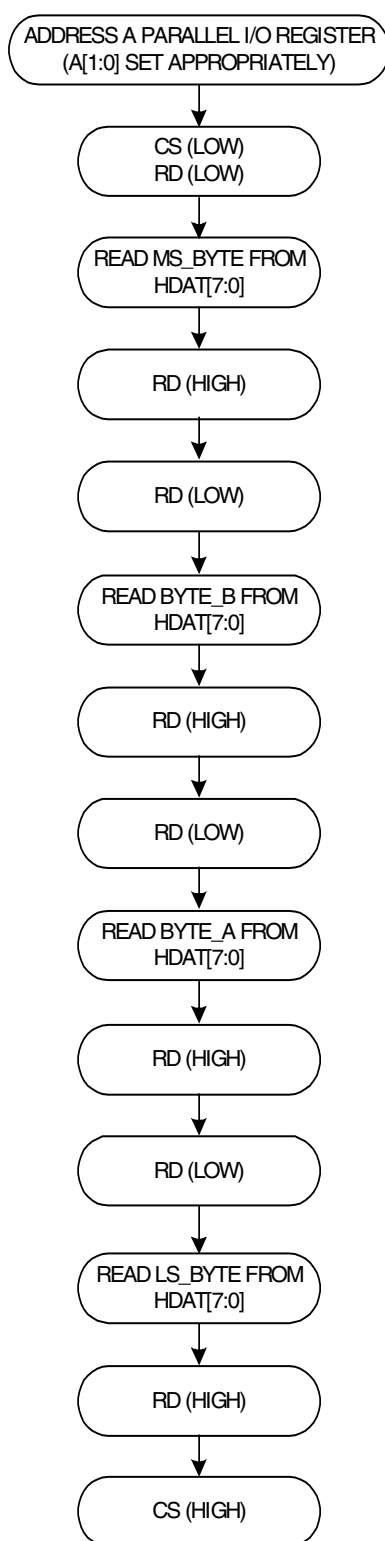 ADDRESS A PARALLEL I/O REGISTER
(A[1:0] SET APPROPRIATELY)
CS (LOW)
RD (LOW)
READ MS_BYTE FROM
HDAT[7:0]
RD (HIGH)
RD (LOW)
READ BYTE_B FROM
HDAT[7:0]
RD (HIGH)
RD (LOW)
READ BYTE_A FROM
HDAT[7:0]
RD (HIGH)
RD (LOW)
READ LS_BYTE FROM
HDAT[7:0]
RD (HIGH)
CS (HIGH)